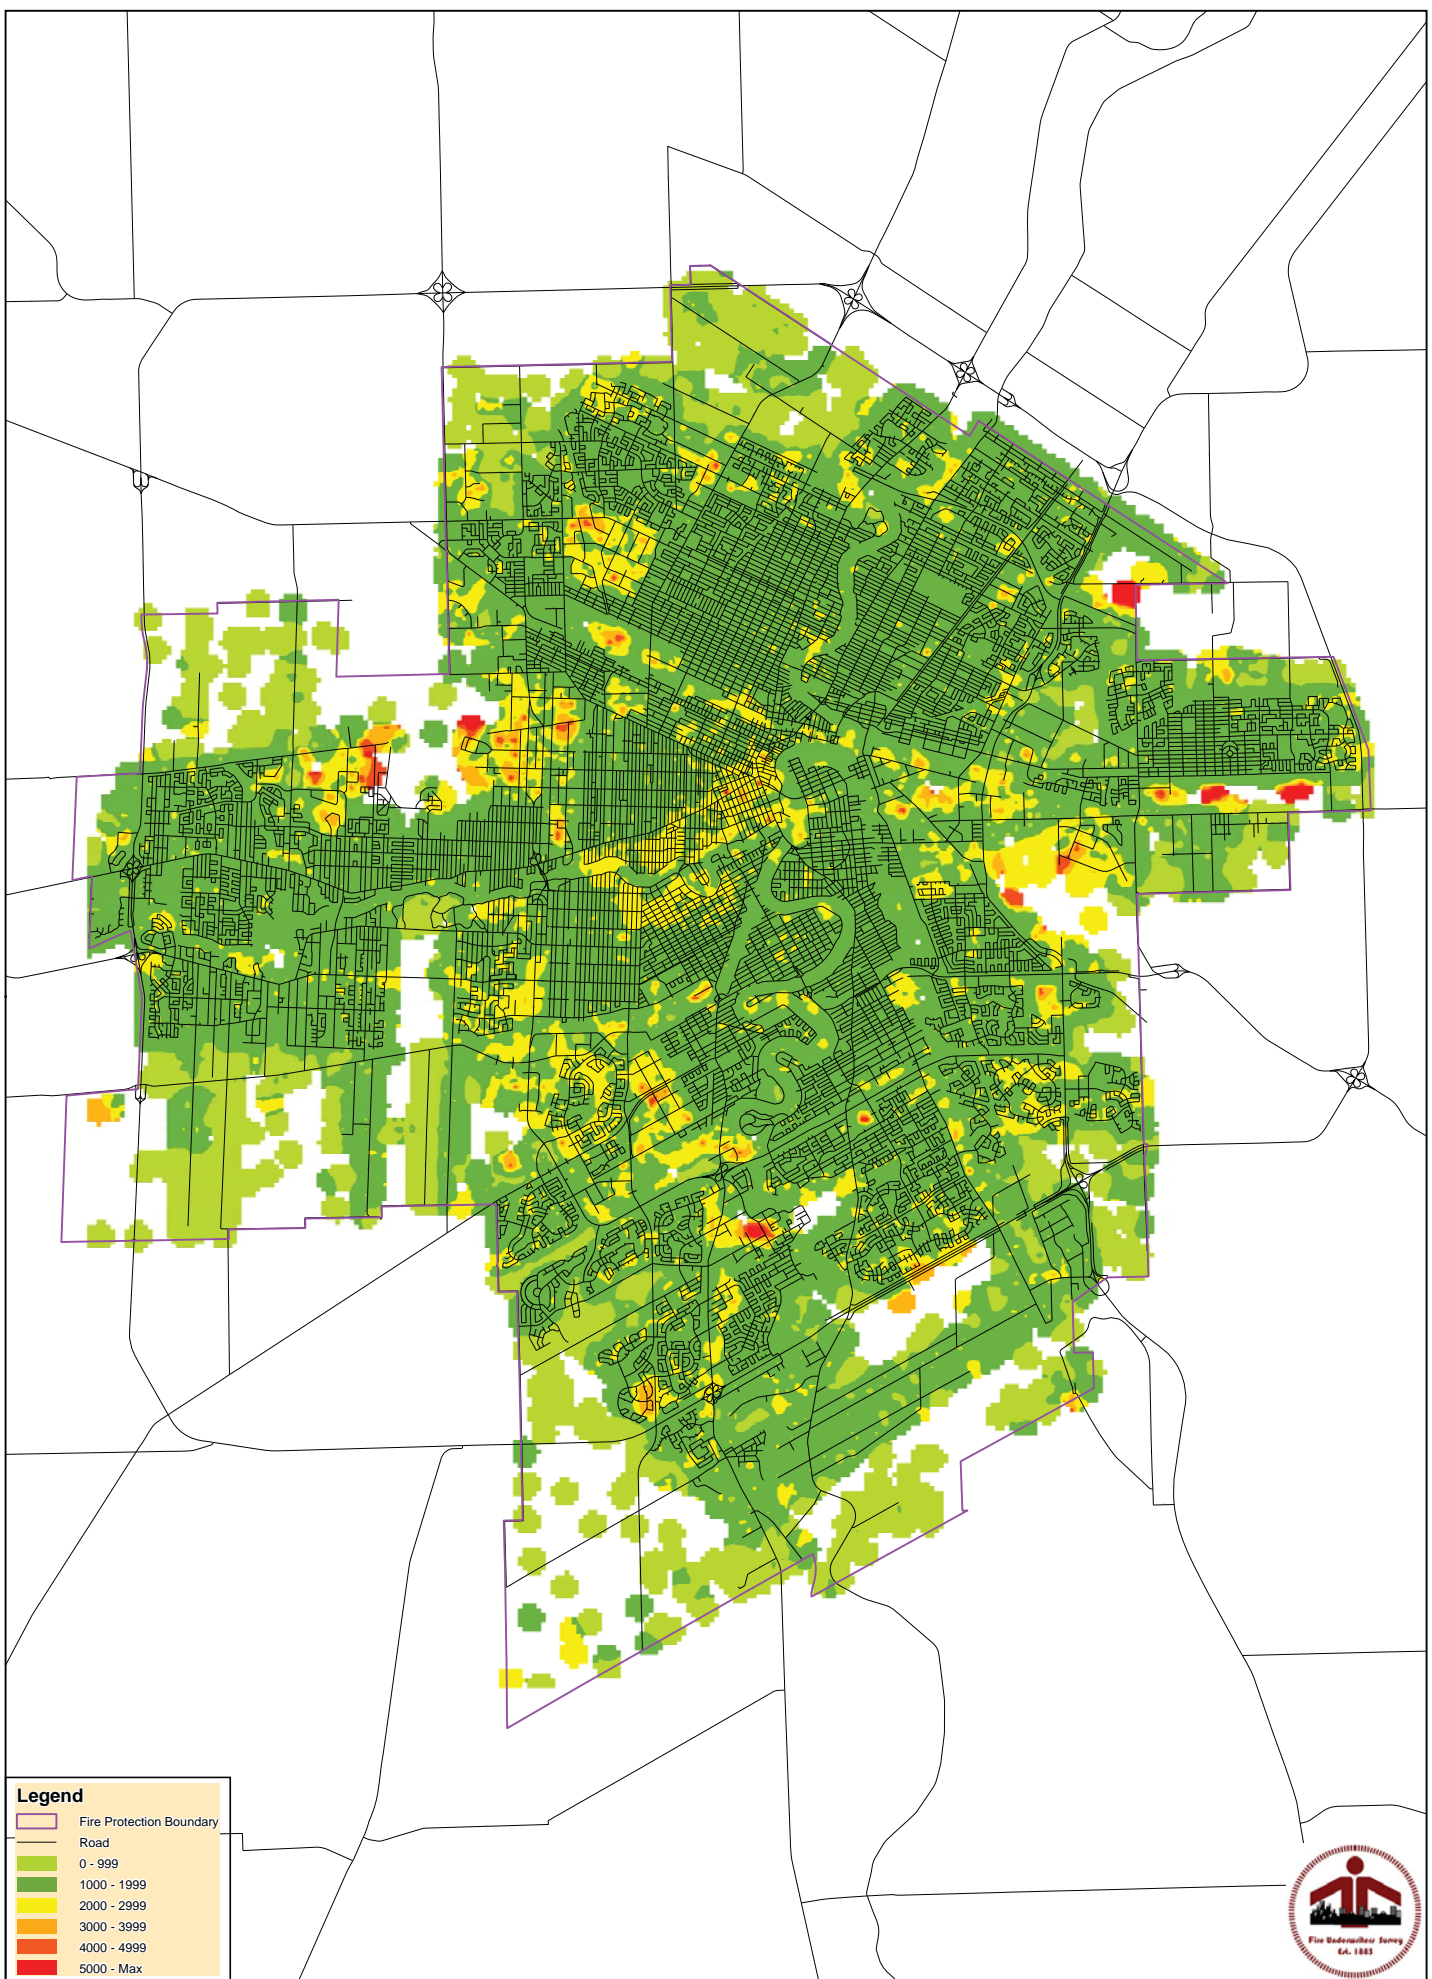 Legend
Fire Protection Boundary
Road
0 - 999
1000 - 1999
2000 - 2999
3000 - 3999
4000 - 4999
5000 - Max
Fire Underwriters Survey
Est. 1883